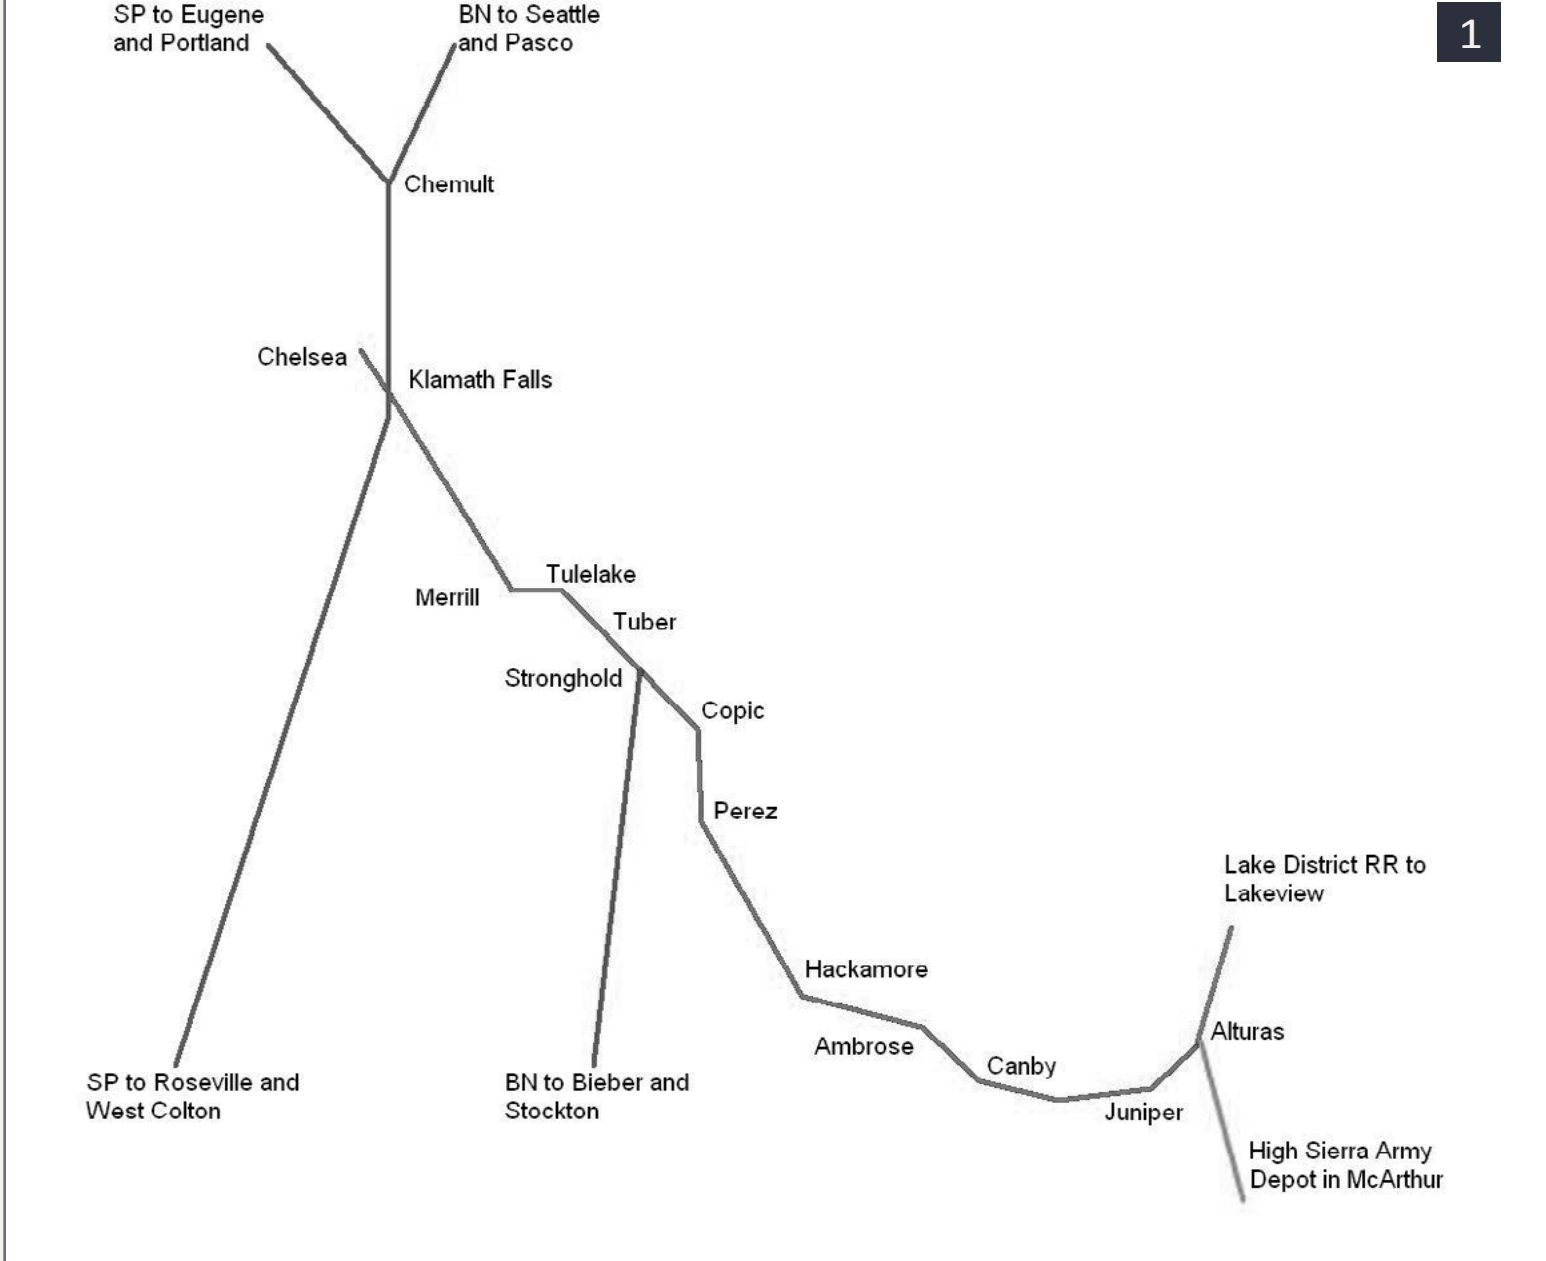 SP to Eugene
and Portland
BN to Seattle
and Pasco
1
Chemult
Chelsea
Klamath Falls
Tulelake
Merrill
Tuber
Stronghold
Copic
Perez
Lake District RR to
Lakeview
Hackamore
Alturas
Ambrose
Canby
SP to Roseville and
West Colton
BN to Bieber and
Stockton
Juniper
High Sierra Army
Depot in McArthur